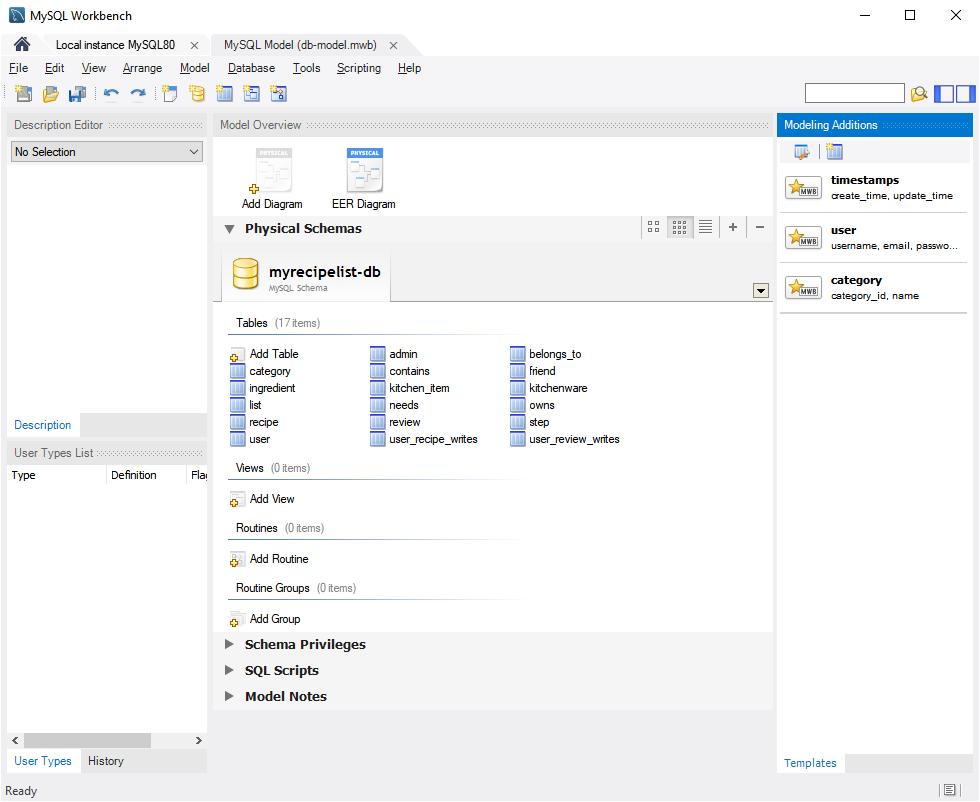 MySQL Workbench
Local instance MySQL80
MySQL Model (db-model.mwb)
File Edit View Arrange Model Database Tools Scripting Help
Description Editor
No Selection
Description
User Types List
Type Definition Flag
User Types History
Model Overview
PHYSICAL PHYSICAL
Add Diagram EER Diagram
Physical Schemas
myrecipelist-db
MySQL Schema
Tables (17 items)
Add Table admin belongs_to
category contains friend
ingredient kitchen_item kitchenware
list needs owns
recipe review step
user user_recipe_writes user_review_writes
Views (0 items)
Add View
Routines (0 items)
Add Routine
Routine Groups (0 items)
Add Group
Schema Privileges
SQL Scripts
Model Notes
Modeling Additions
MWB timestamps
create_time, update_time
MWB user
username, email, passwo...
MWB category
category_id, name
Templates
Ready